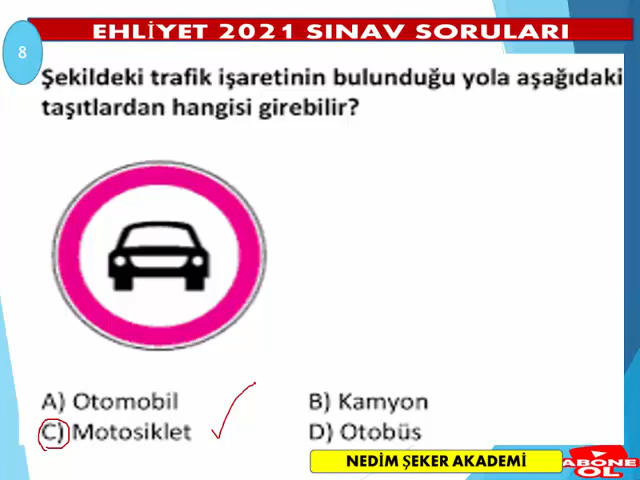 EHLİYET 2021 SINAV SORULARI
8
Şekildeki trafik işaretinin bulunduğu yola aşağıdaki
taşıtlardan hangisi girebilir?
A) Otomobil
B) Kamyon
C) Motosiklet
D) Otobüs
NEDİM ŞEKER AKADEMİ
ABONE
OL